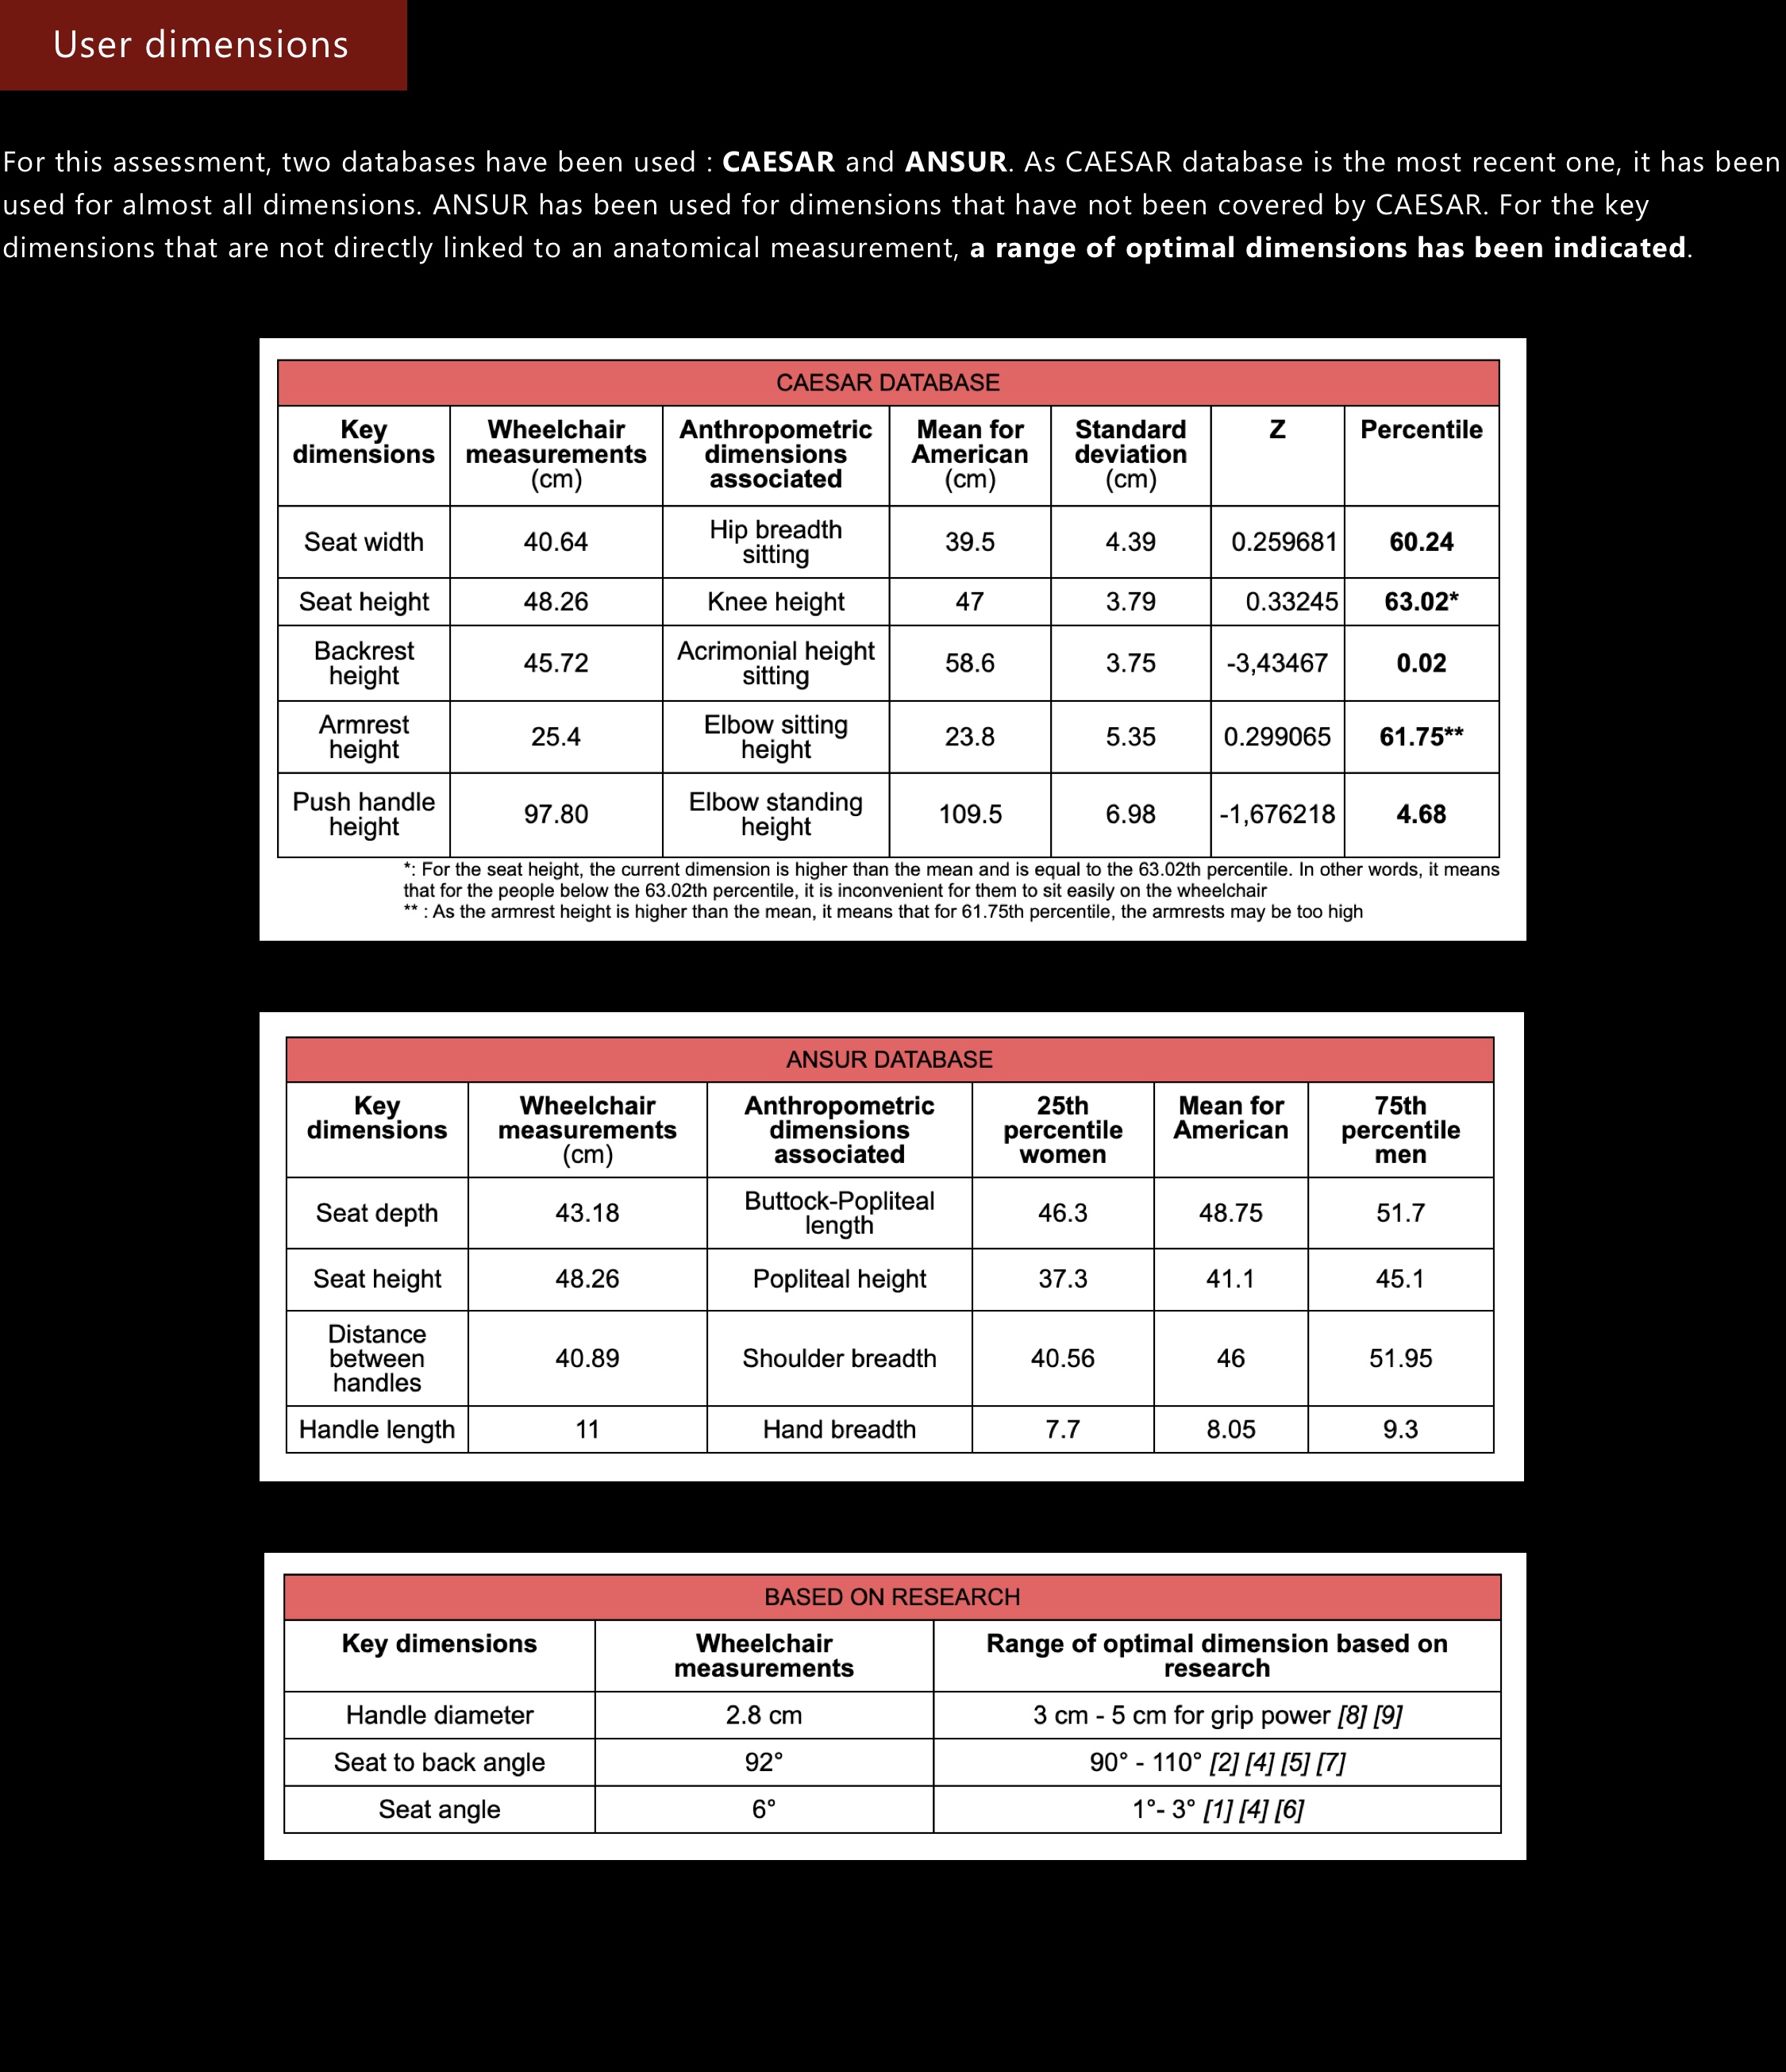 User dimensions
For this assessment, two databases have been used : CAESAR and ANSUR. As CAESAR database is the most recent one, it has been
used for almost all dimensions. ANSUR has been used for dimensions that have not been covered by CAESAR. For the key
dimensions that are not directly linked to an anatomical measurement, a range of optimal dimensions has been indicated.
CAESAR DATABASE
Key dimensions Wheelchair measurements (cm) Anthropometric dimensions associated Mean for American (cm) Standard deviation (cm) Z Percentile
Seat width 40.64 Hip breadth sitting 39.5 4.39 0.259681 60.24
Seat height 48.26 Knee height 47 3.79 0.33245 63.02*
Backrest height 45.72 Acrimonial height sitting 58.6 3.75 -3,43467 0.02
Armrest height 25.4 Elbow sitting height 23.8 5.35 0.299065 61.75**
Push handle height 97.80 Elbow standing height 109.5 6.98 -1,676218 4.68
*: For the seat height, the current dimension is higher than the mean and is equal to the 63.02th percentile. In other words, it means
that for the people below the 63.02th percentile, it is inconvenient for them to sit easily on the wheelchair
** : As the armrest height is higher than the mean, it means that for 61.75th percentile, the armrests may be too high
ANSUR DATABASE
Key dimensions Wheelchair measurements (cm) Anthropometric dimensions associated 25th percentile women Mean for American 75th percentile men
Seat depth 43.18 Buttock-Popliteal length 46.3 48.75 51.7
Seat height 48.26 Popliteal height 37.3 41.1 45.1
Distance between handles 40.89 Shoulder breadth 40.56 46 51.95
Handle length 11 Hand breadth 7.7 8.05 9.3
BASED ON RESEARCH
Key dimensions Wheelchair measurements Range of optimal dimension based on research
Handle diameter 2.8 cm 3 cm - 5 cm for grip power [8] [9]
Seat to back angle 92° 90° - 110° [2] [4] [5] [7]
Seat angle 6° 1°- 3° [1] [4] [6]